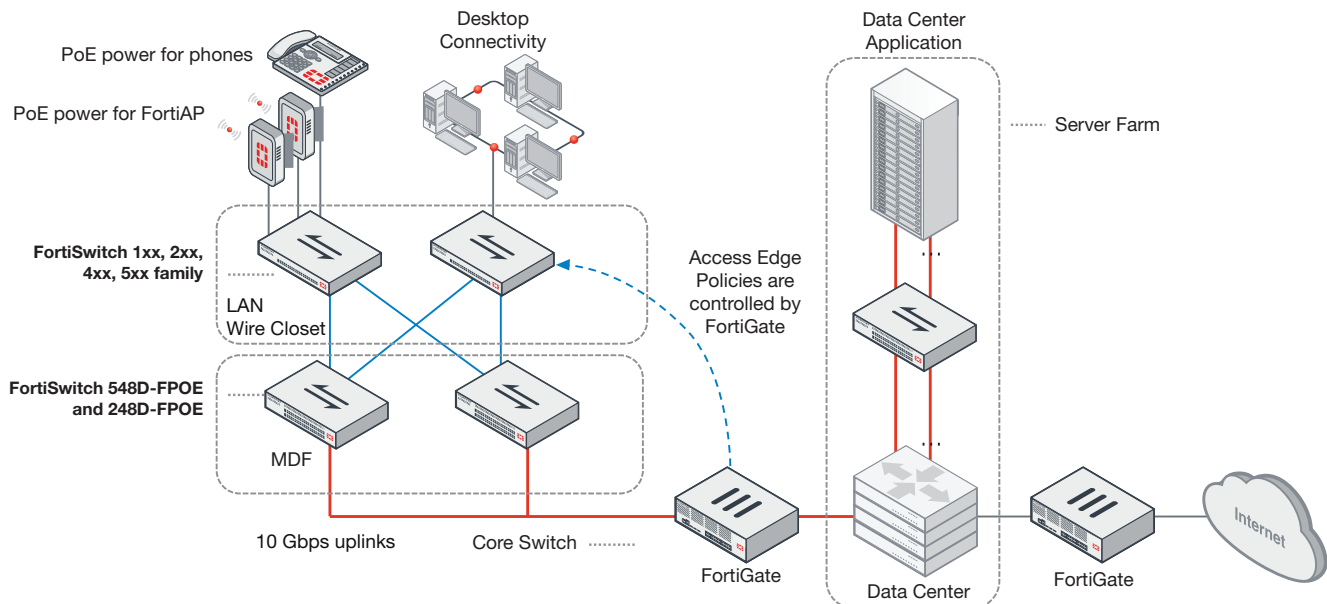 Desktop
Connectivity
Data Center
Application
PoE power for phones
PoE power for FortiAP
Server Farm
FortiSwitch 1xx, 2xx,
4xx, 5xx family
LAN
Wire Closet
Access Edge
Policies are
controlled by
FortiGate
FortiSwitch 548D-FPOE
and 248D-FPOE
MDF
10 Gbps uplinks
Core Switch
FortiGate
Data Center
FortiGate
Internet